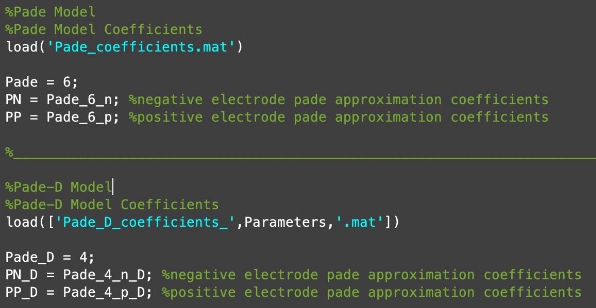 %Pade Model
%Pade Model Coefficients
load('Pade_coefficients.mat')
Pade = 6;
PN = Pade_6_n; %negative electrode pade approximation coefficients
PP = Pade_6_p; %positive electrode pade approximation coefficients
%______________________________________________________________________
%Pade-D Model
%Pade-D Model Coefficients
load(['Pade_D_coefficients_',Parameters,'.mat'])
Pade_D = 4;
PN_D = Pade_4_n_D; %negative electrode pade approximation coefficients
PP_D = Pade_4_p_D; %positive electrode pade approximation coefficients